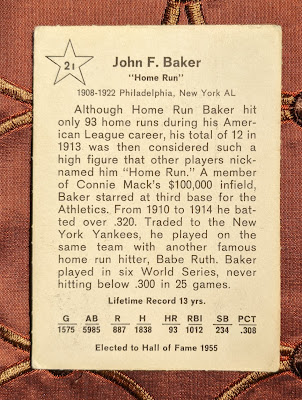 21
John F. Baker
"Home Run"
1908-1922 Philadelphia, New York AL
Although Home Run Baker hit
only 93 home runs during his Amer-
ican League career, his total of 12 in
1913 was then considered such a
high figure that other players nick-
named him "Home Run." A member
of Connie Mack's $100,000 infield,
Baker starred at third base for the
Athletics. From 1910 to 1914 he bat-
ted over .320. Traded to the New
York Yankees, he played on the
same team with another famous
home run hitter, Babe Ruth. Baker
played in six World Series, never
hitting below .300 in 25 games.
Lifetime Record 13 yrs.
G AB R H HR RBI SB PCT
1575 5985 887 1838 93 1012 234 .308
Elected to Hall of Fame 1955